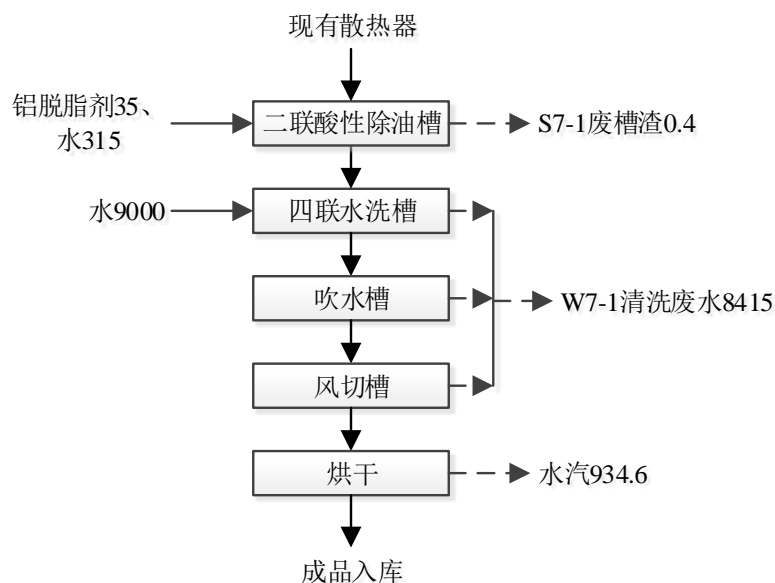 现有散热器
铝脱脂剂35、
水315
二联酸性除油槽
S7-1废槽渣0.4
水9000
四联水洗槽
吹水槽
W7-1清洗废水8415
风切槽
烘干
水汽934.6
成品入库